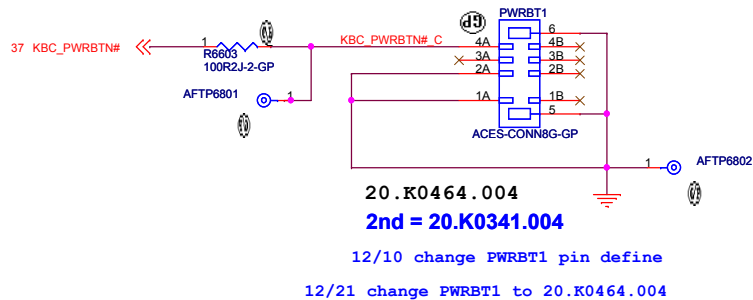 PWRBT1
GP
37 KBC_PWRBTN#
1
2
R6603
100R2J-2-GP
KBC_PWRBTN#_C
4A
3A
2A
1A
6
4B
3B
2B
1B
5
AFTP6801
1
ACES-CONN8G-GP
1
AFTP6802
20.K0464.004
2nd = 20.K0341.004
12/10 change PWRBT1 pin define
12/21 change PWRBT1 to 20.K0464.004